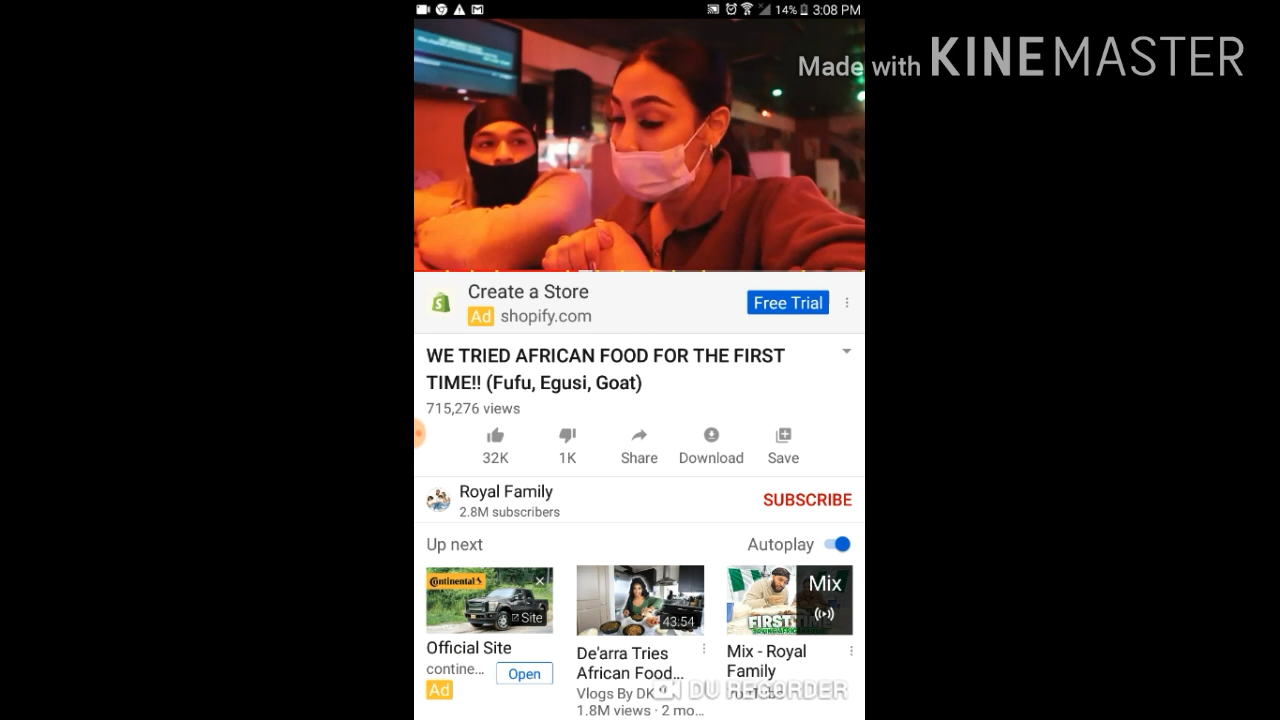 14% 3:08 PM
Made with KINEMASTER
Create a Store
Ad shopify.com
Free Trial
WE TRIED AFRICAN FOOD FOR THE FIRST
TIME!! (Fufu, Egusi, Goat)
715,276 views
32K 1K Share Download Save
Royal Family
2.8M subscribers
SUBSCRIBE
Up next
Autoplay
Continental
Site
Official Site
contine...
Open
Ad
43:54
De'arra Tries
African Food...
Vlogs By DK
1.8M views · 2 mo...
Mix
FIRST TIME
Mix - Royal
Family
DU RECORDER